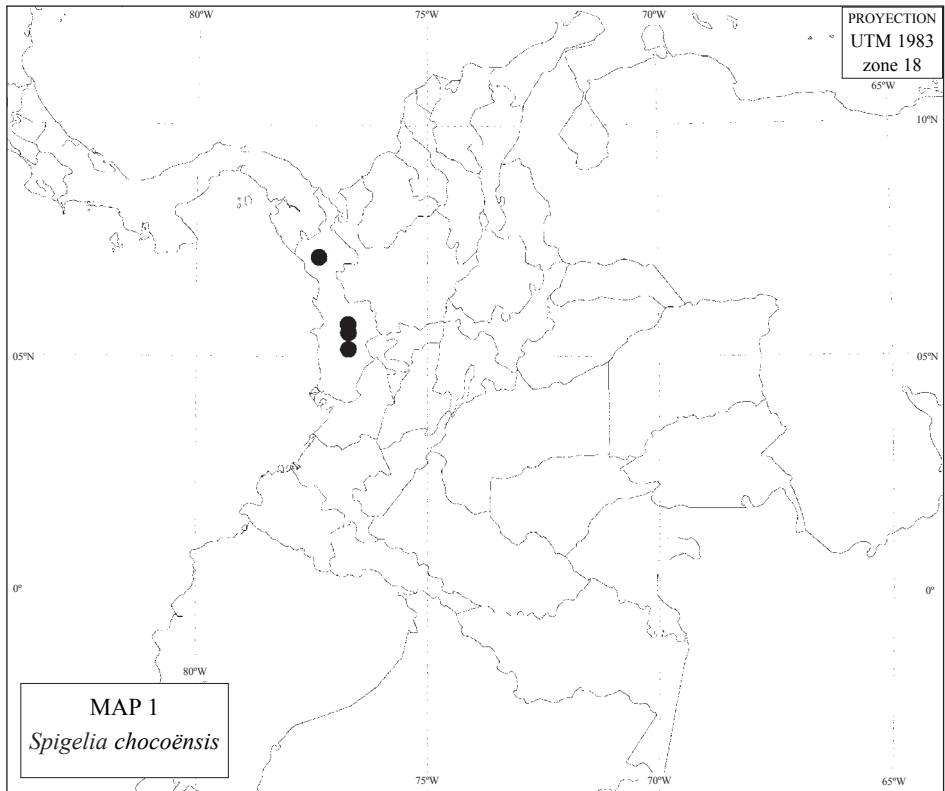 80ºW
75ºW
70ºW
PROYECTION
UTM 1983
zone 18
65ºW
10ºN
05ºN
05ºN
0º
0º
80ºW
MAP 1
Spigelia chocoënsis
75ºW
70ºW
65ºW